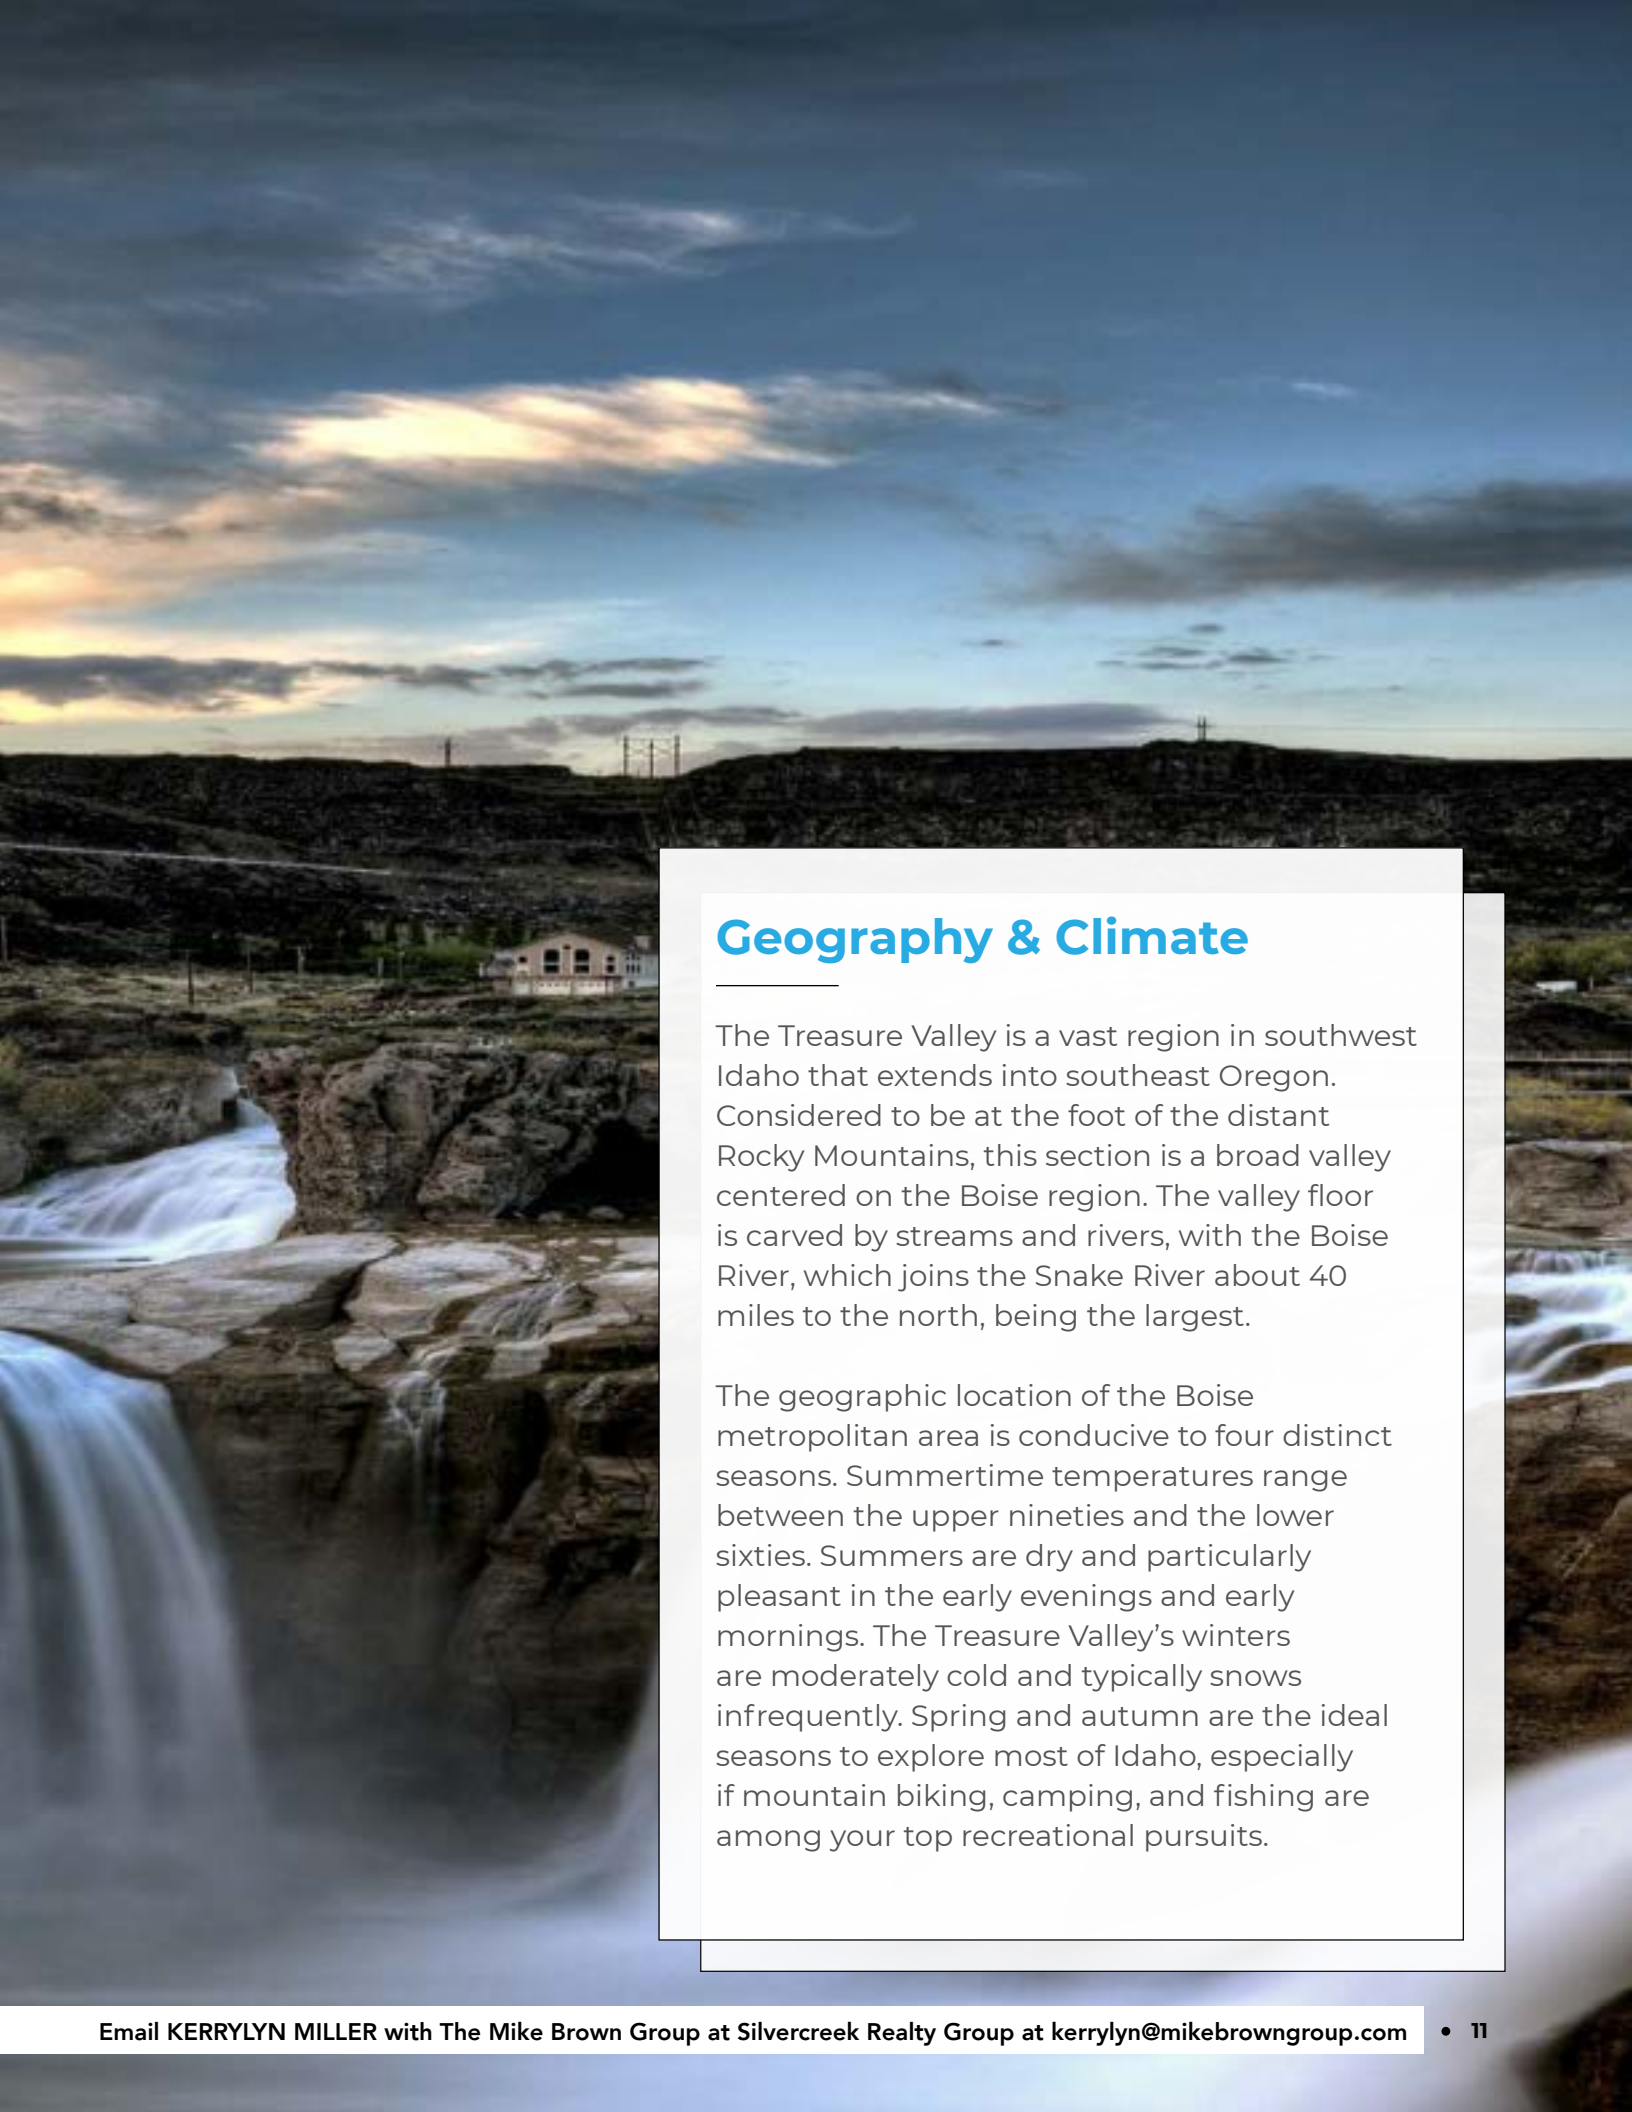 Geography & Climate
The Treasure Valley is a vast region in southwest
Idaho that extends into southeast Oregon.
Considered to be at the foot of the distant
Rocky Mountains, this section is a broad valley
centered on the Boise region. The valley floor
is carved by streams and rivers, with the Boise
River, which joins the Snake River about 40
miles to the north, being the largest.
The geographic location of the Boise
metropolitan area is conducive to four distinct
seasons. Summertime temperatures range
between the upper nineties and the lower
sixties. Summers are dry and particularly
pleasant in the early evenings and early
mornings. The Treasure Valley’s winters
are moderately cold and typically snows
infrequently. Spring and autumn are the ideal
seasons to explore most of Idaho, especially
if mountain biking, camping, and fishing are
among your top recreational pursuits.
Email KERRYLYN MILLER with The Mike Brown Group at Silvercreek Realty Group at kerrylyn@mikebrowngroup.com • 11